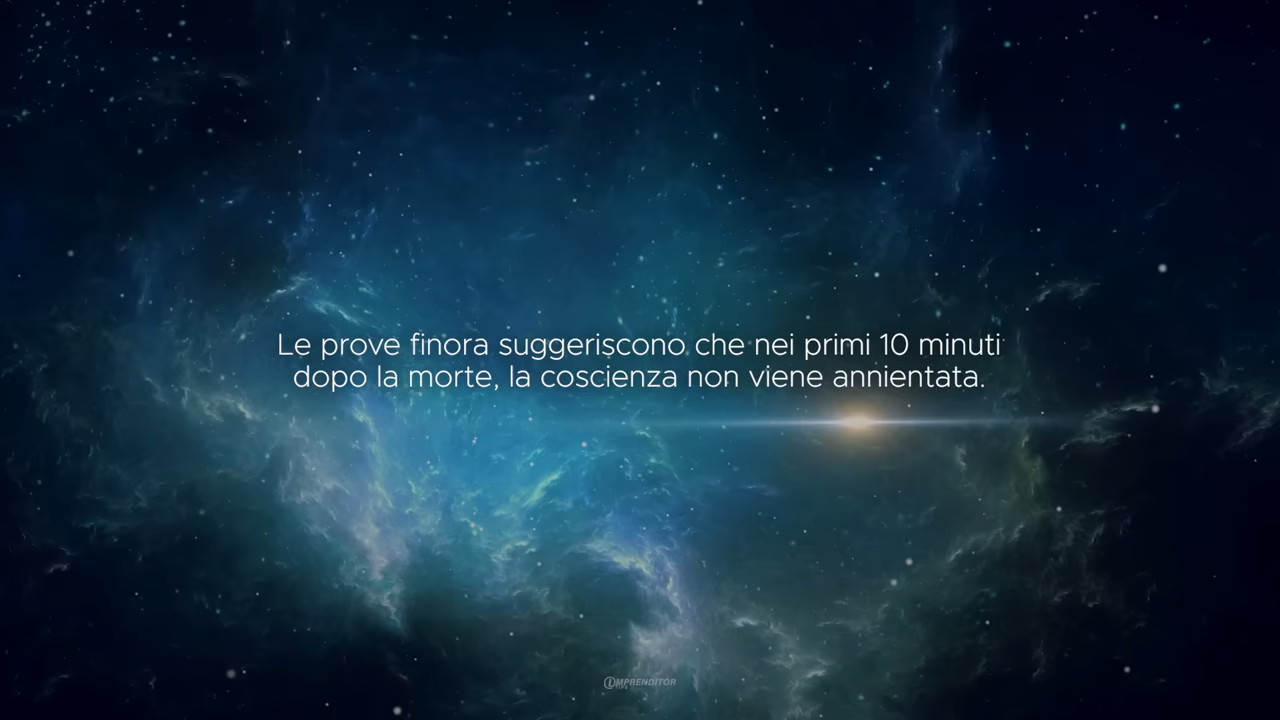 Le prove finora suggeriscono che nei primi 10 minuti
dopo la morte, la coscienza non viene annientata.
IMPRENDITOR